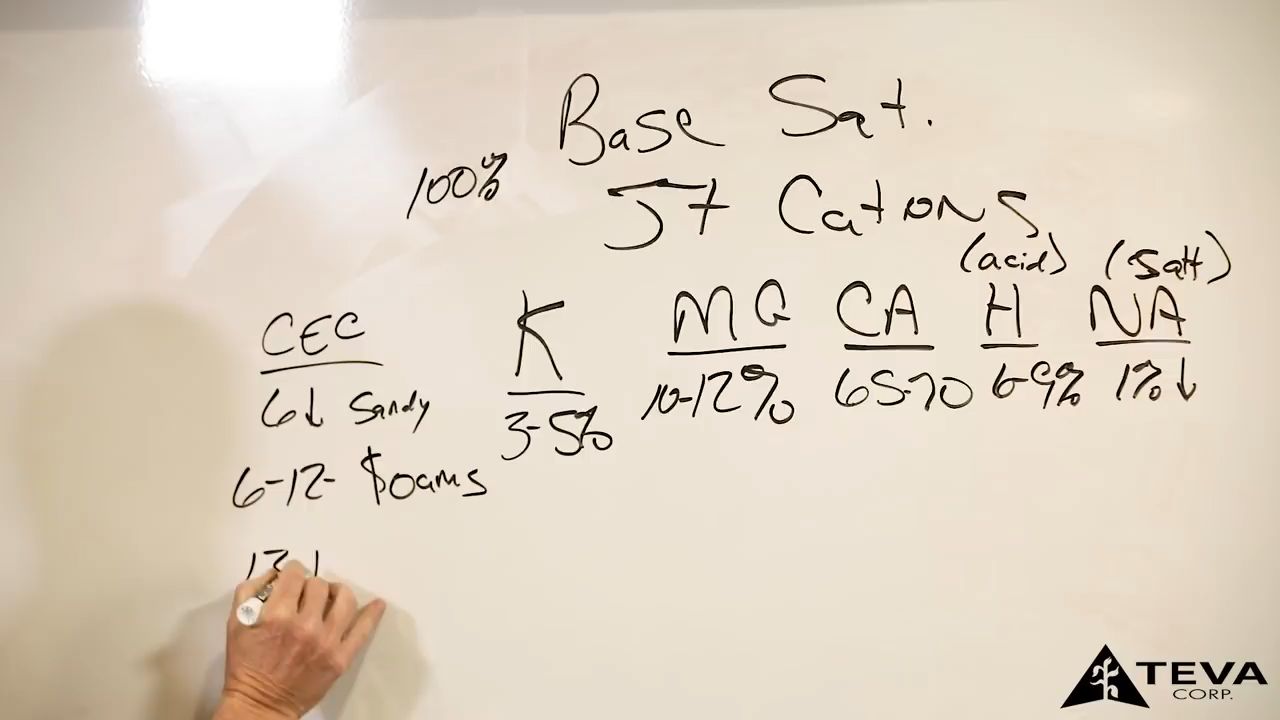 Base Sat.
100%
5+ Cations
(acid) (Salt)
CEC K MG CA H NA
6↓ Sandy 3-5% 10-12% 65-70 6-9% 1%↓
6-12- Loams
13
TEVA
CORP.